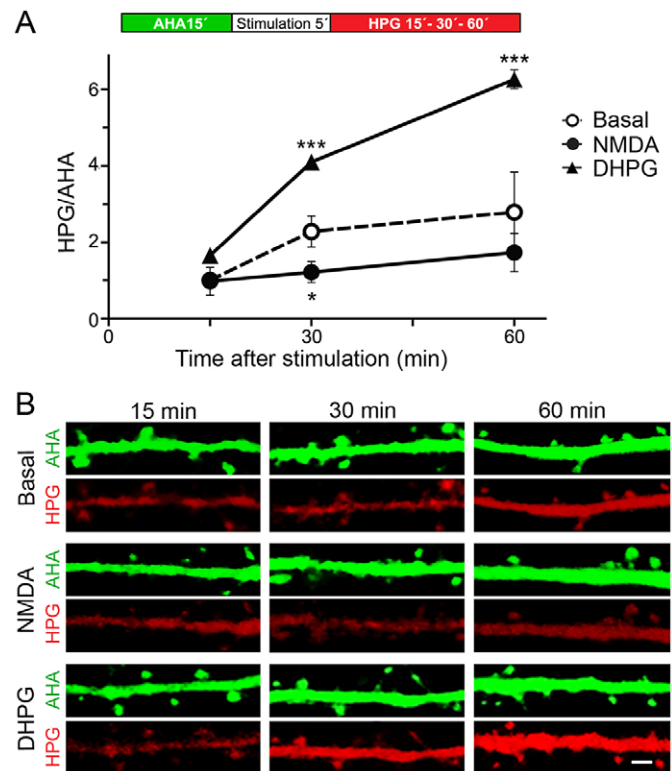 A
AHA15´ Stimulation 5´ HPG 15´- 30´- 60´
HPG/AHA
6
4
2
0
***
***
*
Basal
NMDA
DHPG
0 30 60
Time after stimulation (min)
B
15 min 30 min 60 min
Basal
AHA
HPG
NMDA
AHA
HPG
DHPG
AHA
HPG